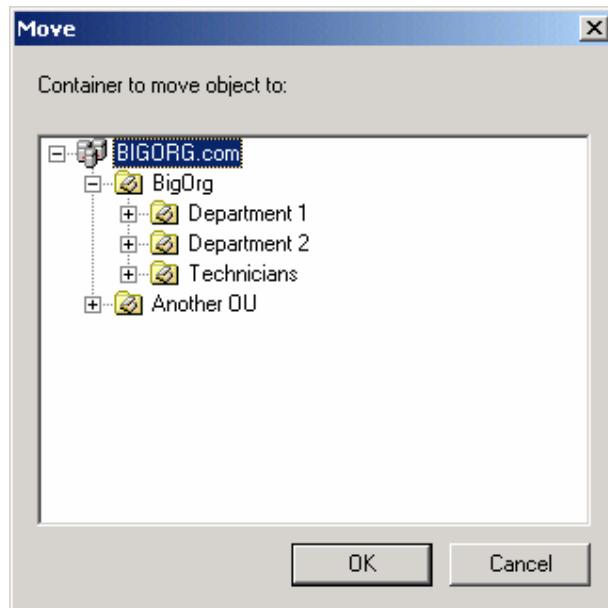 Move
Container to move object to:
BIGORG.com
BigOrg
Department 1
Department 2
Technicians
Another OU
OK Cancel